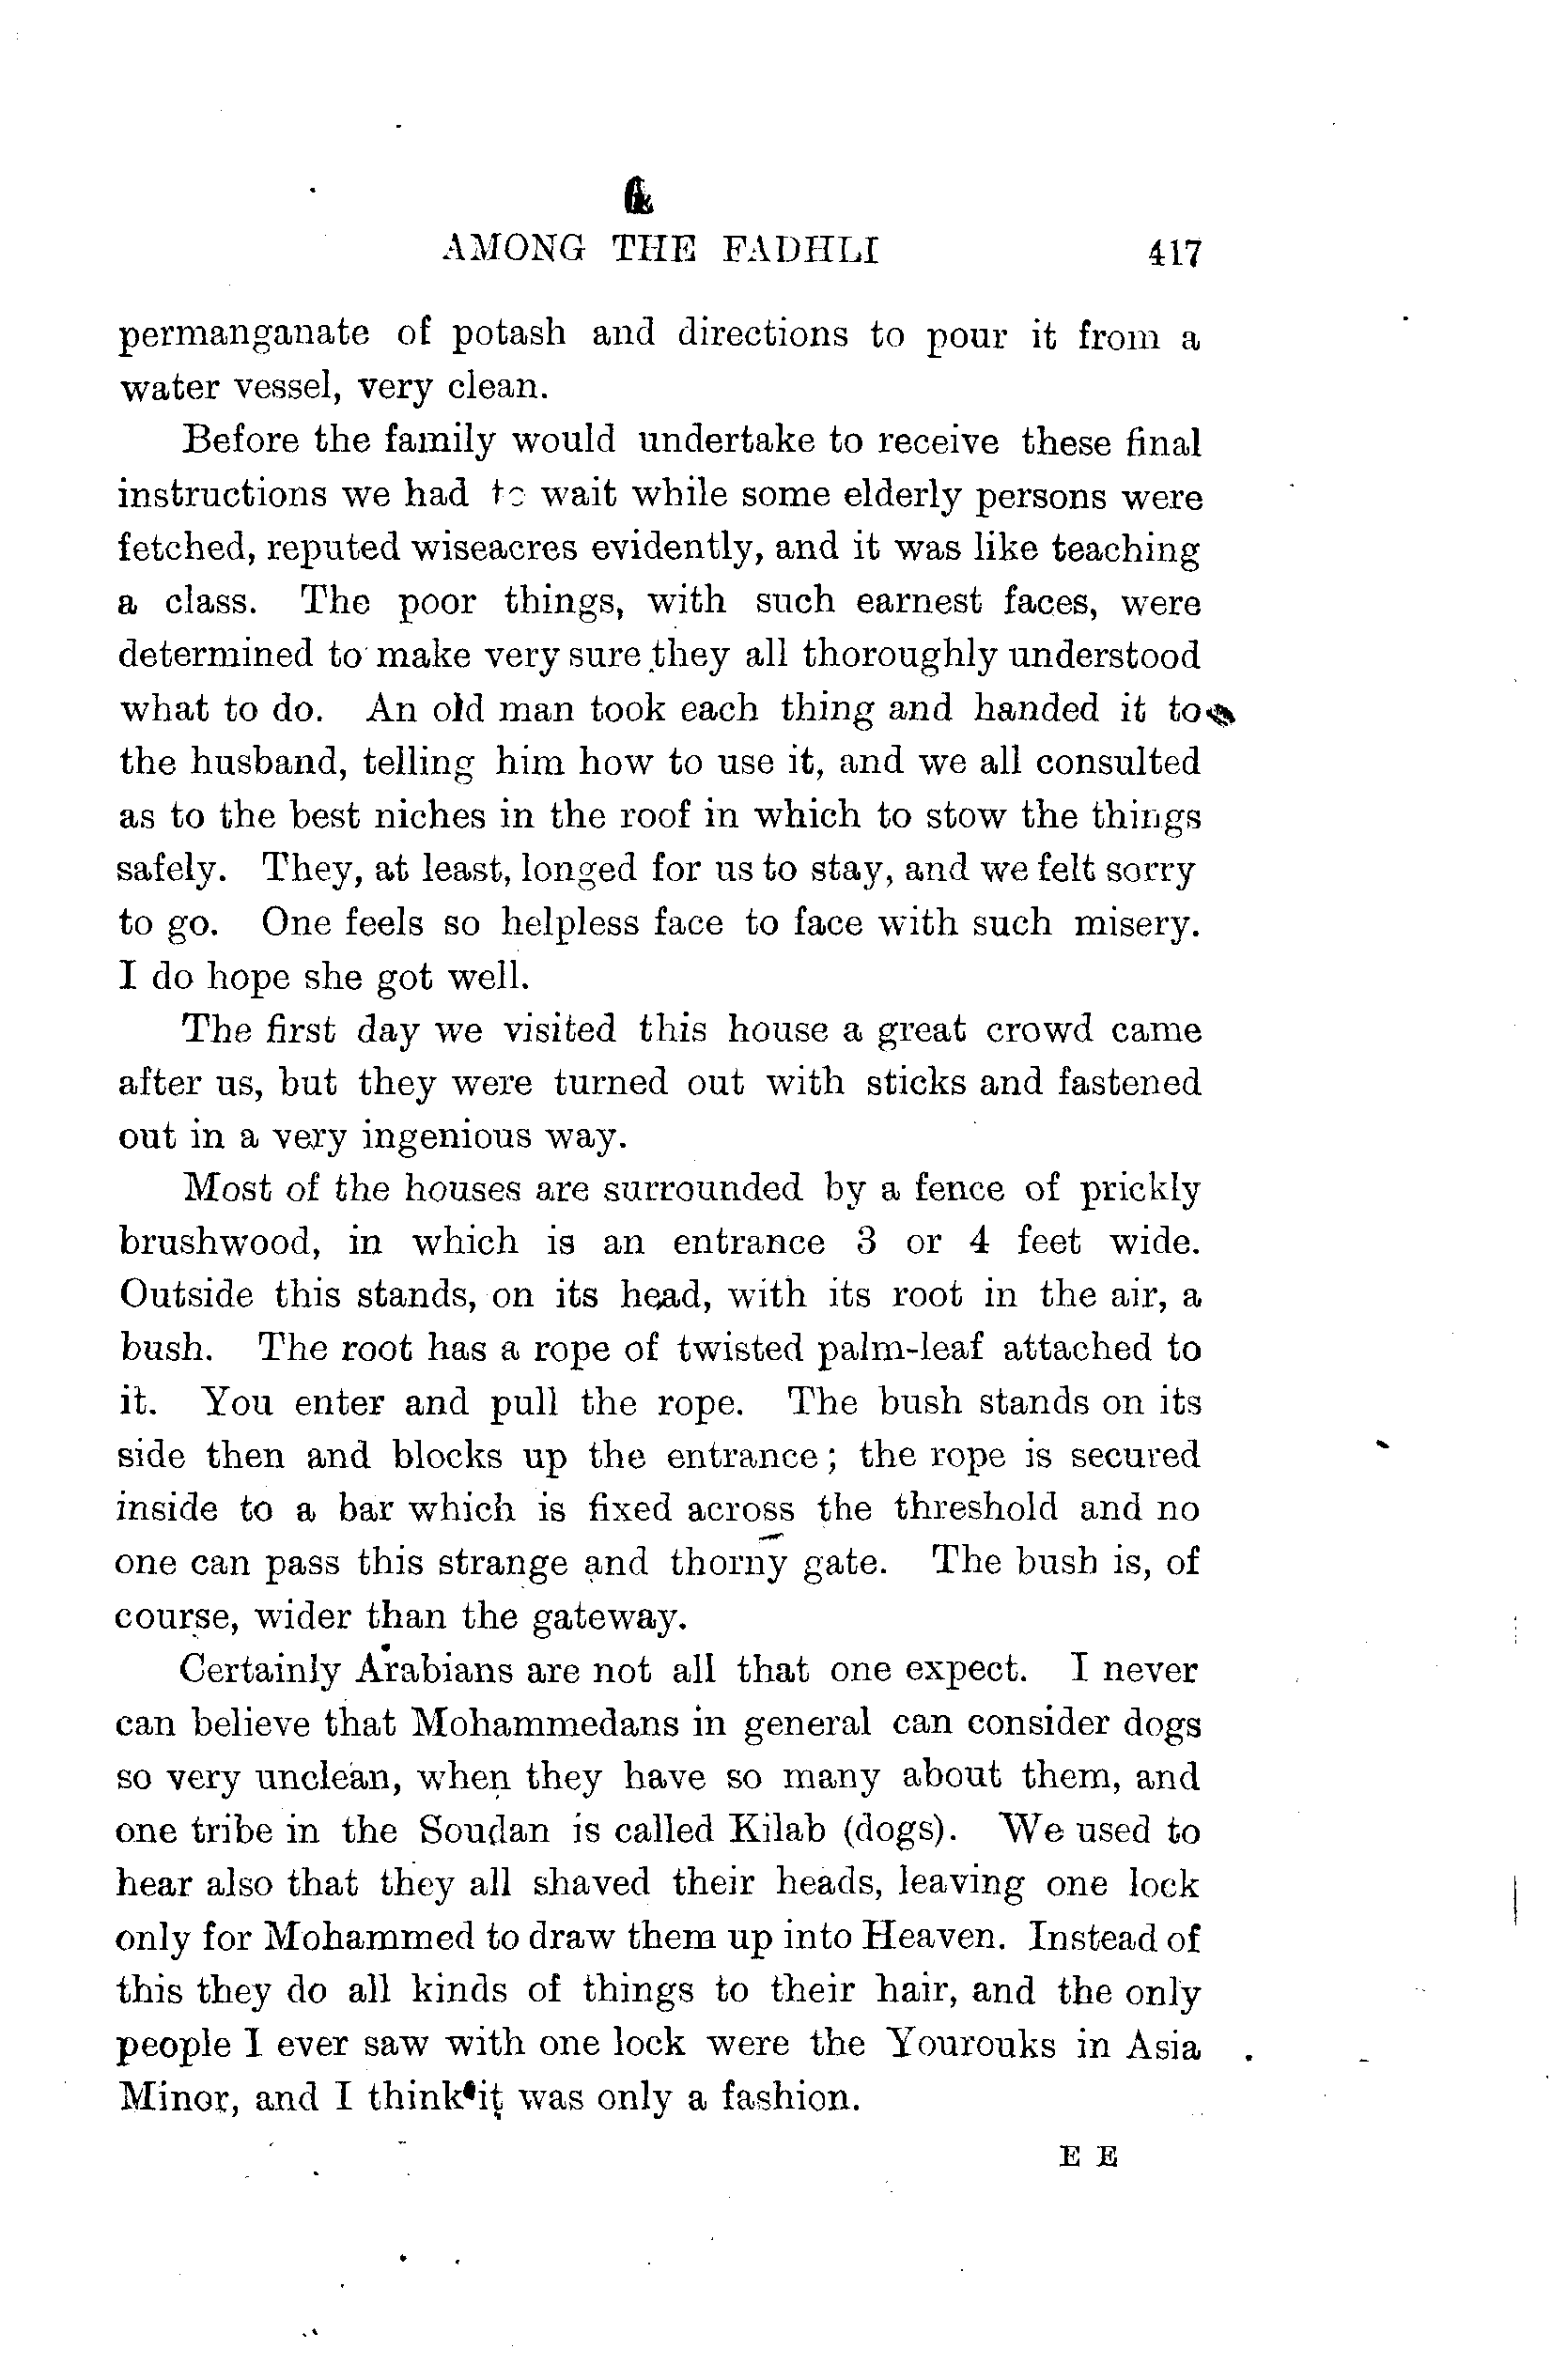 AMONG THE FADHLI 417
permanganate of potash and directions to pour it from a
water vessel, very clean.
Before the family would undertake to receive these final
instructions we had to wait while some elderly persons were
fetched, reputed wiseacres evidently, and it was like teaching
a class. The poor things, with such earnest faces, were
determined to make very sure they all thoroughly understood
what to do. An old man took each thing and handed it to
the husband, telling him how to use it, and we all consulted
as to the best niches in the roof in which to stow the things
safely. They, at least, longed for us to stay, and we felt sorry
to go. One feels so helpless face to face with such misery.
I do hope she got well.
The first day we visited this house a great crowd came
after us, but they were turned out with sticks and fastened
out in a very ingenious way.
Most of the houses are surrounded by a fence of prickly
brushwood, in which is an entrance 3 or 4 feet wide.
Outside this stands, on its head, with its root in the air, a
bush. The root has a rope of twisted palm-leaf attached to
it. You enter and pull the rope. The bush stands on its
side then and blocks up the entrance; the rope is secured
inside to a bar which is fixed across the threshold and no
one can pass this strange and thorny gate. The bush is, of
course, wider than the gateway.
Certainly Arabians are not all that one expect. I never
can believe that Mohammedans in general can consider dogs
so very unclean, when they have so many about them, and
one tribe in the Soudan is called Kilab (dogs). We used to
hear also that they all shaved their heads, leaving one lock
only for Mohammed to draw them up into Heaven. Instead of
this they do all kinds of things to their hair, and the only
people I ever saw with one lock were the Yourouks in Asia
Minor, and I think it was only a fashion.
E E